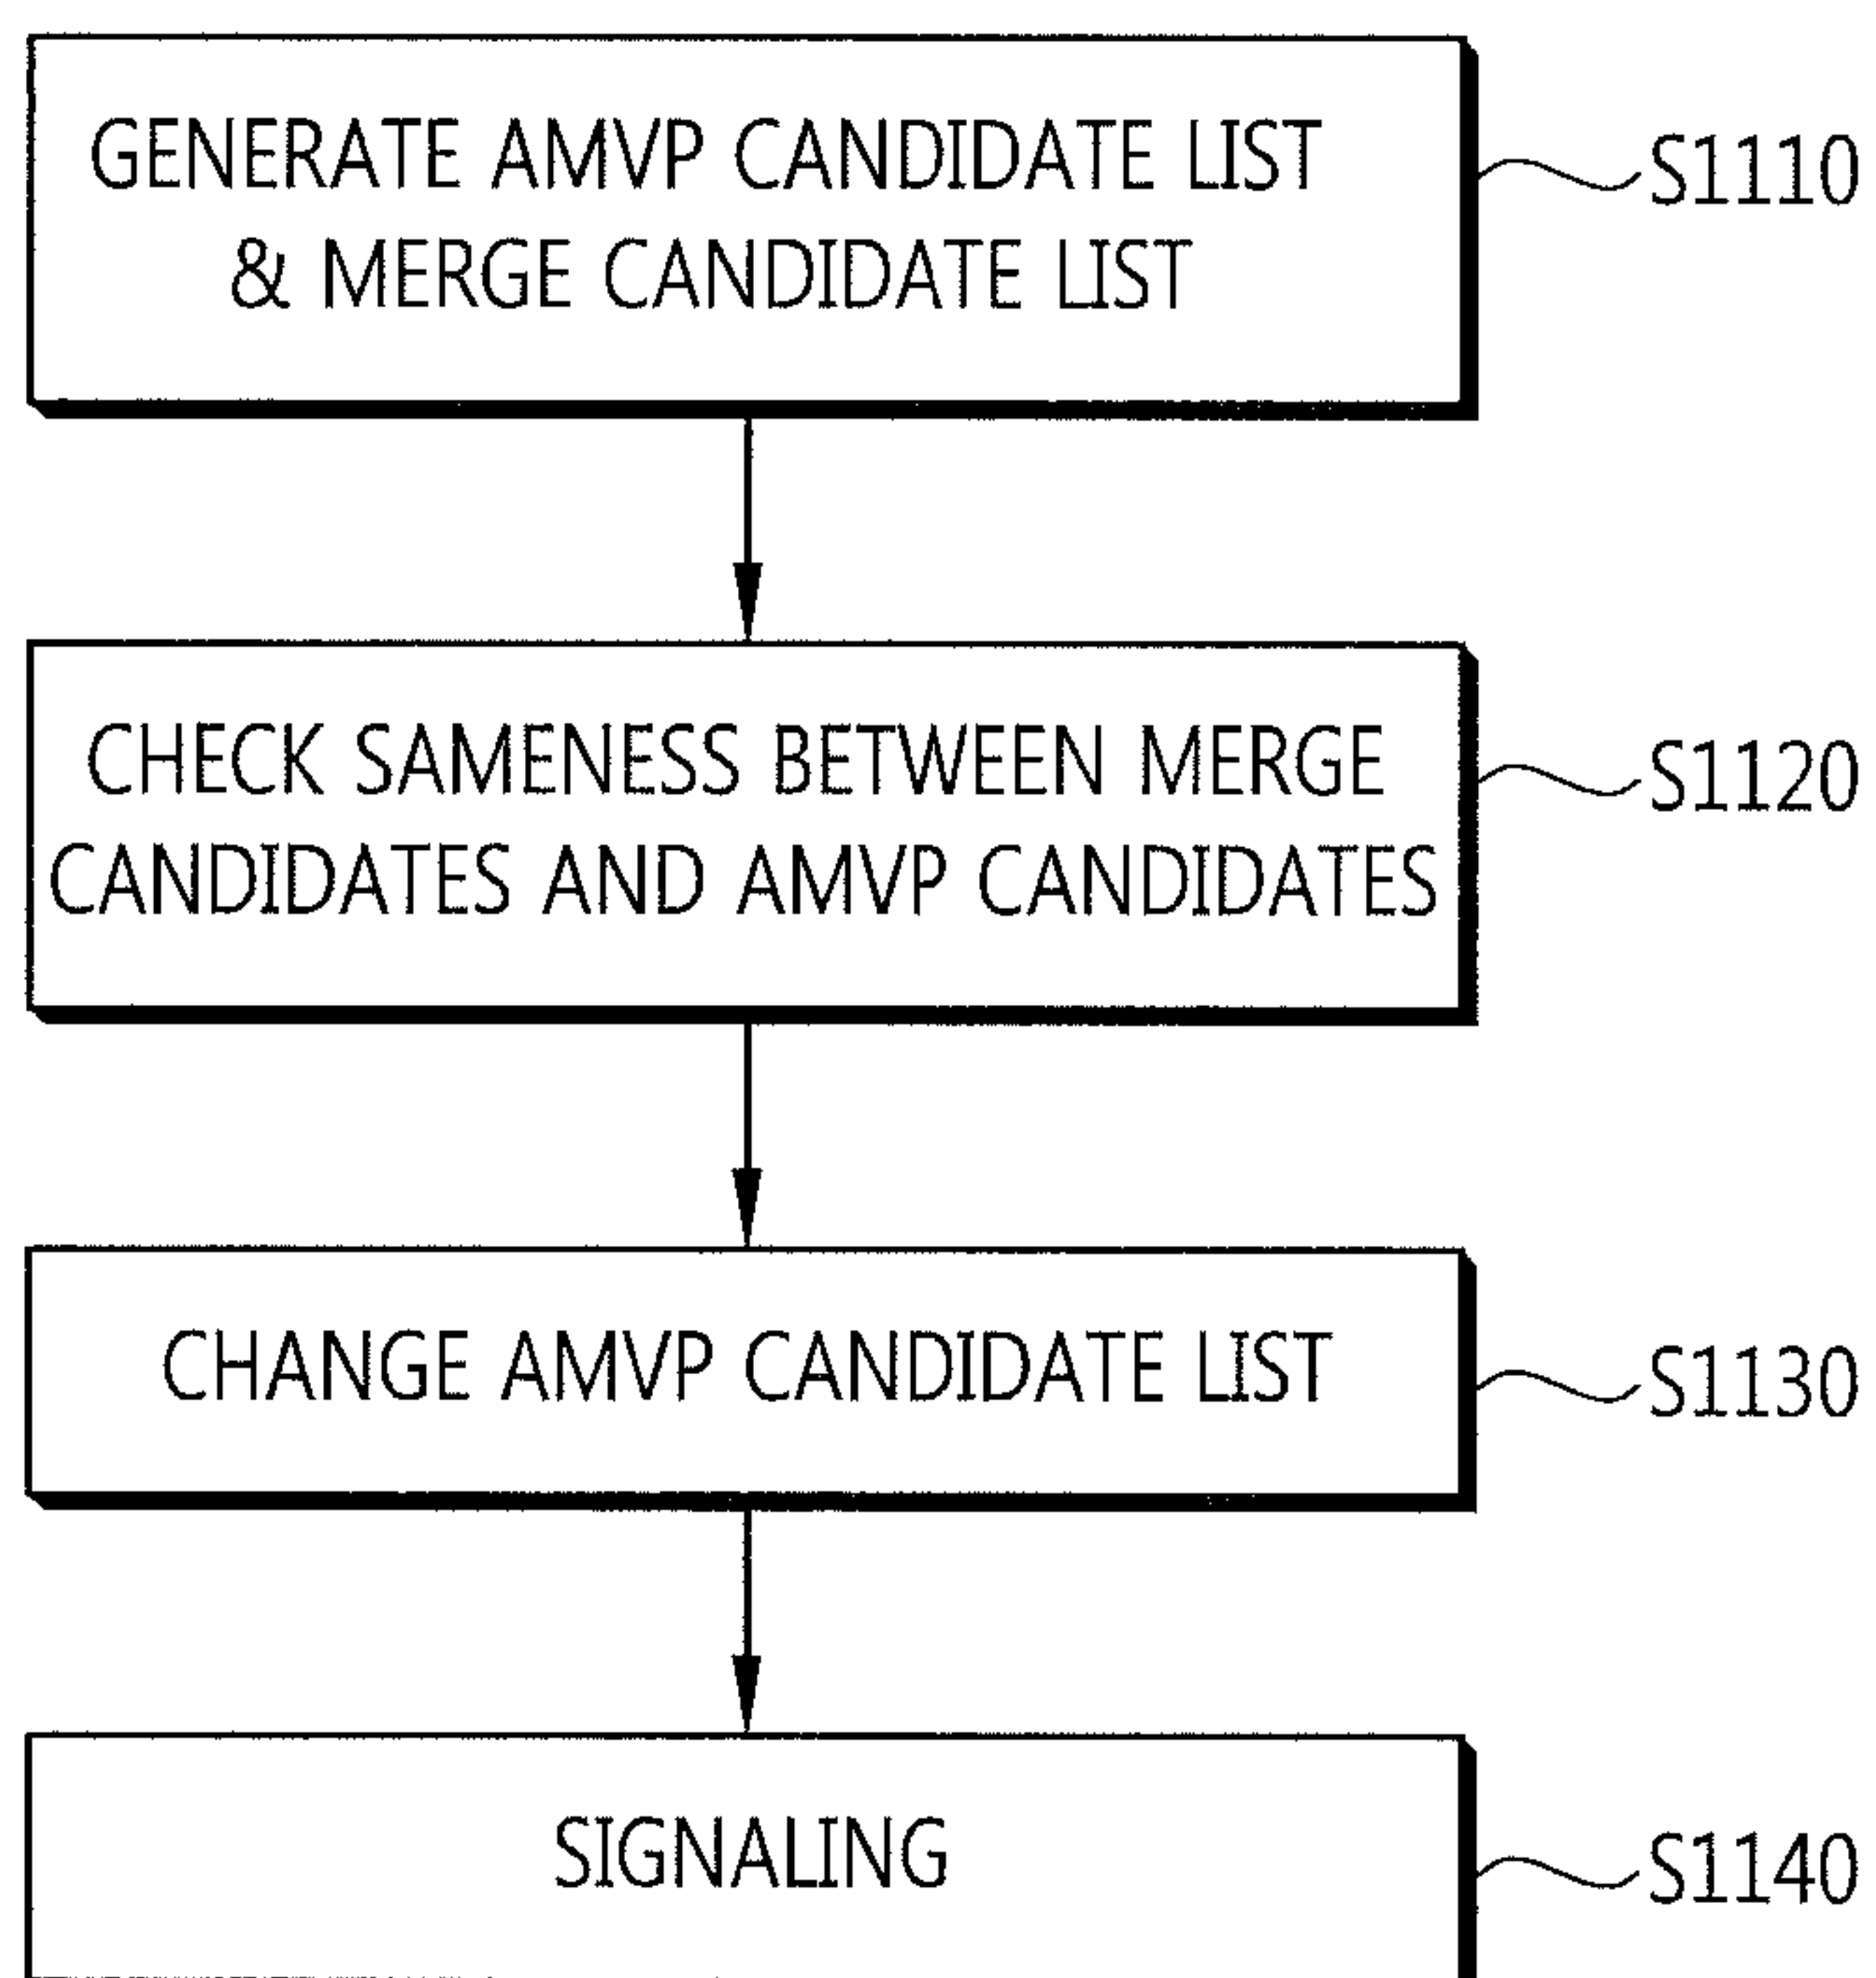 GENERATE AMVP CANDIDATE LIST
& MERGE CANDIDATE LIST
S1110
CHECK SAMENESS BETWEEN MERGE
CANDIDATES AND AMVP CANDIDATES
S1120
CHANGE AMVP CANDIDATE LIST
S1130
SIGNALING
S1140